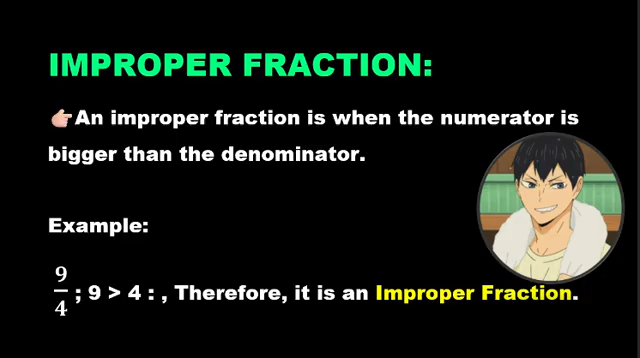 IMPROPER FRACTION:
👉An improper fraction is when the numerator is
bigger than the denominator.
Example:
9/4 ; 9 > 4 : , Therefore, it is an Improper Fraction.